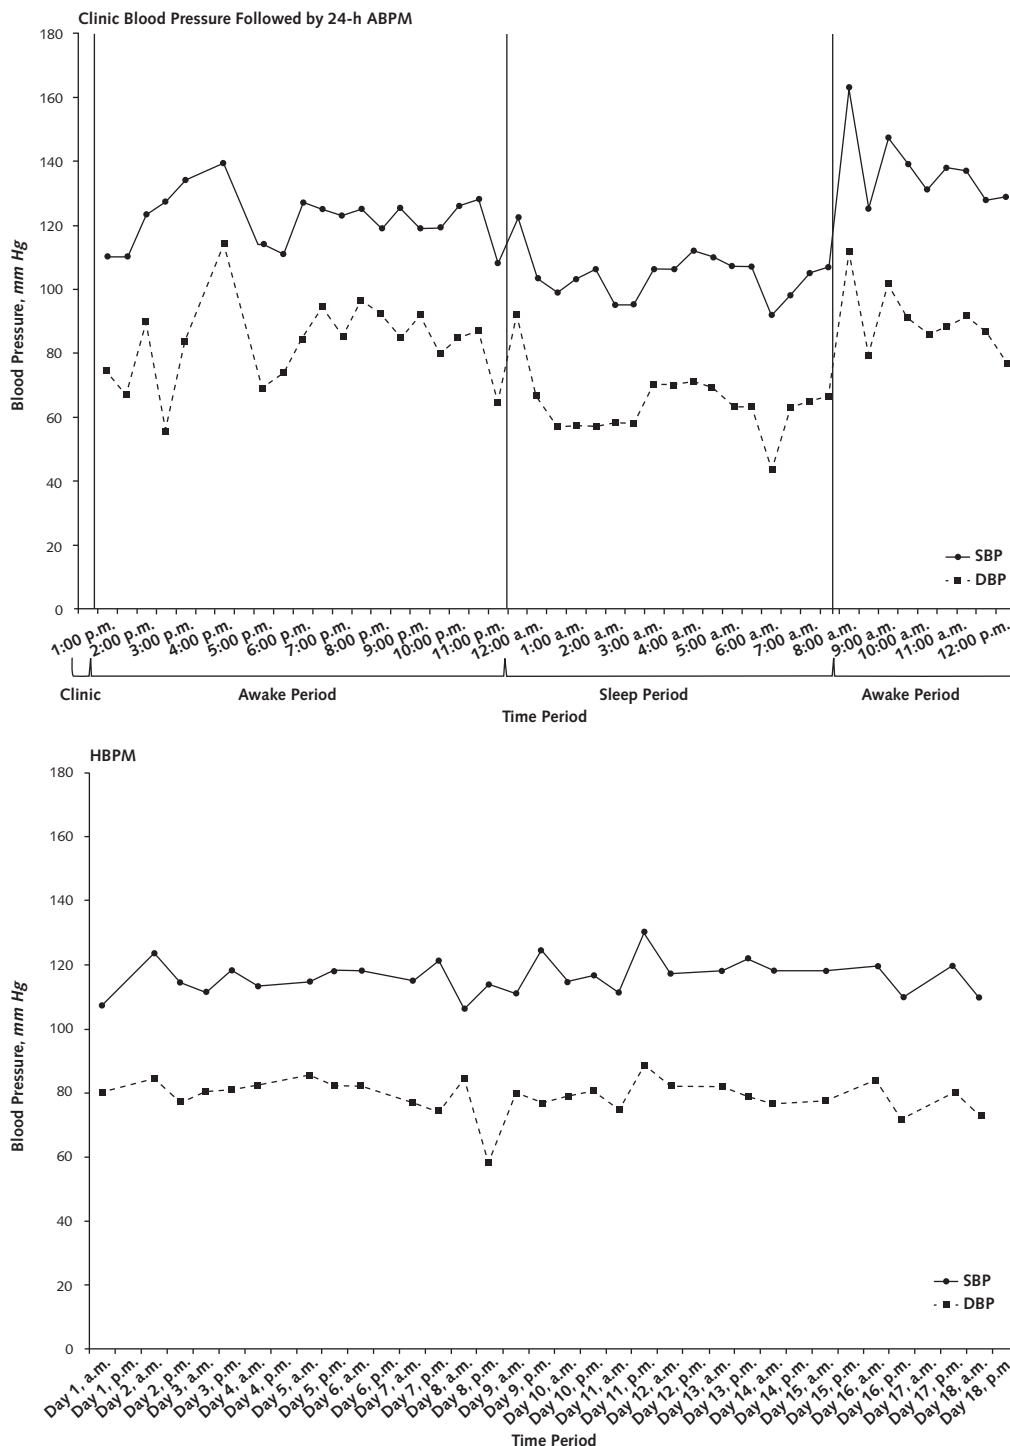 Clinic Blood Pressure Followed by 24-h ABPM
180
160
140
120
100
80
60
40
20
0
Blood Pressure, mm Hg
SBP
DBP
1:00 p.m.
2:00 p.m.
3:00 p.m.
4:00 p.m.
5:00 p.m.
6:00 p.m.
7:00 p.m.
8:00 p.m.
9:00 p.m.
10:00 p.m.
11:00 p.m.
12:00 a.m.
1:00 a.m.
2:00 a.m.
3:00 a.m.
4:00 a.m.
5:00 a.m.
6:00 a.m.
7:00 a.m.
8:00 a.m.
9:00 a.m.
10:00 a.m.
11:00 a.m.
12:00 p.m.
Clinic
Awake Period
Sleep Period
Awake Period
Time Period
HBPM
180
160
140
120
100
80
60
40
20
0
Blood Pressure, mm Hg
SBP
DBP
Day 1, a.m.
Day 1, p.m.
Day 2, a.m.
Day 2, p.m.
Day 3, a.m.
Day 3, p.m.
Day 4, a.m.
Day 4, p.m.
Day 5, a.m.
Day 5, p.m.
Day 6, a.m.
Day 6, p.m.
Day 7, a.m.
Day 7, p.m.
Day 8, a.m.
Day 8, p.m.
Day 9, a.m.
Day 9, p.m.
Day 10, a.m.
Day 10, p.m.
Day 11, a.m.
Day 11, p.m.
Day 12, a.m.
Day 12, p.m.
Day 13, a.m.
Day 13, p.m.
Day 14, a.m.
Day 14, p.m.
Day 15, a.m.
Day 15, p.m.
Day 16, a.m.
Day 16, p.m.
Day 17, a.m.
Day 17, p.m.
Day 18, a.m.
Day 18, p.m.
Time Period